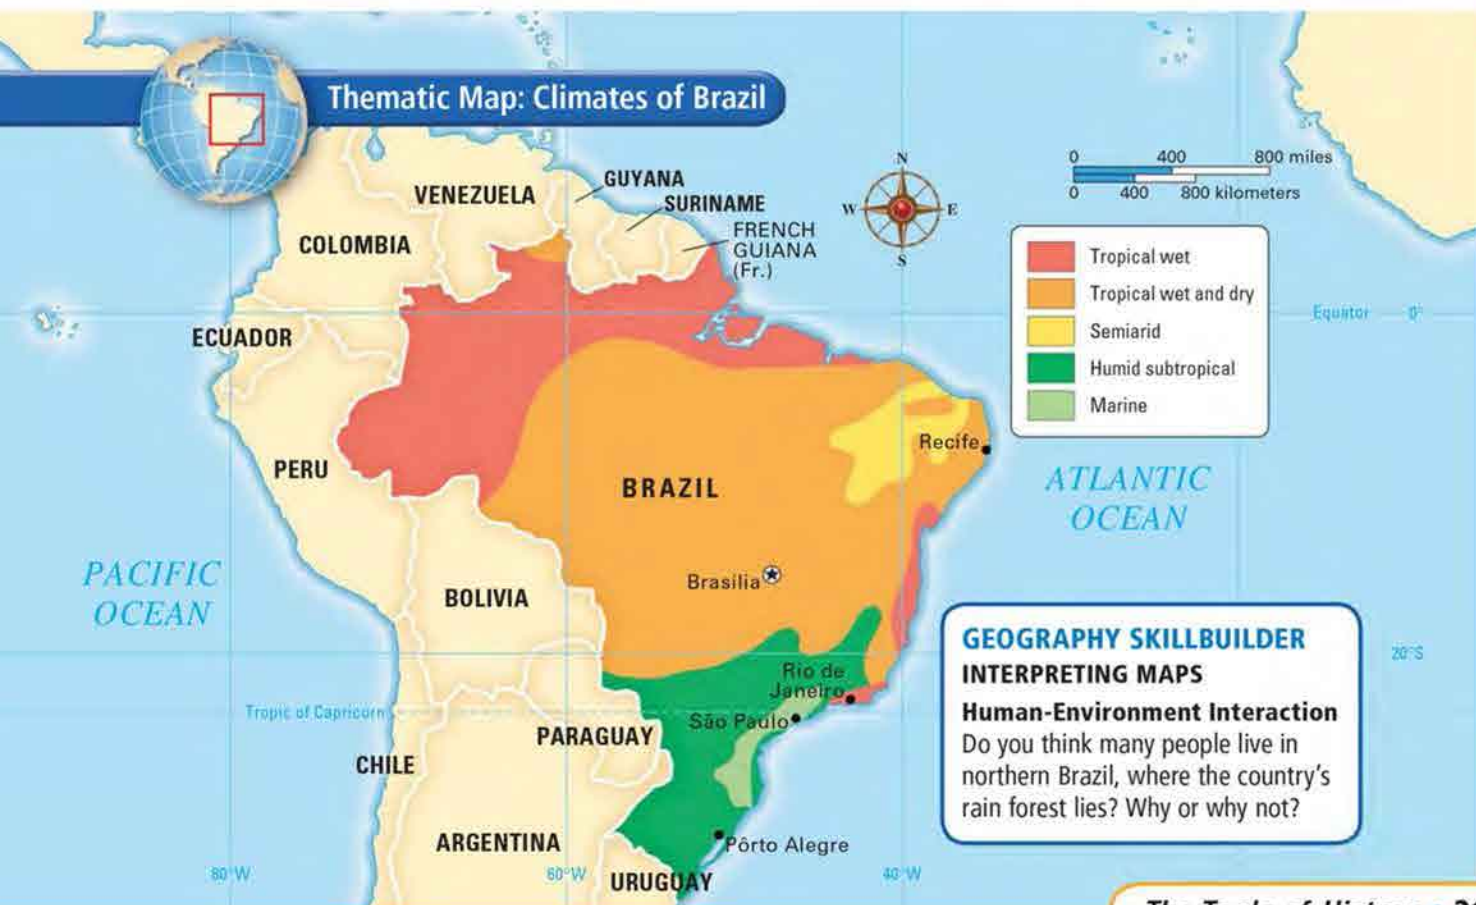 Thematic Map: Climates of Brazil
N
W
E
S
0 400 800 miles
0 400 800 kilometers
Tropical wet
Tropical wet and dry
Semiarid
Humid subtropical
Marine
VENEZUELA
GUYANA
SURINAME
FRENCH
GUIANA
(Fr.)
COLOMBIA
Equator 0°
ECUADOR
Recife
PERU
BRAZIL
ATLANTIC
OCEAN
PACIFIC
OCEAN
Brasília
BOLIVIA
20°S
Rio de
Janeiro
Tropic of Capricorn
São Paulo
PARAGUAY
CHILE
ARGENTINA
Pôrto Alegre
80°W
60°W
40°W
URUGUAY
GEOGRAPHY SKILLBUILDER
INTERPRETING MAPS
Human-Environment Interaction
Do you think many people live in
northern Brazil, where the country's
rain forest lies? Why or why not?